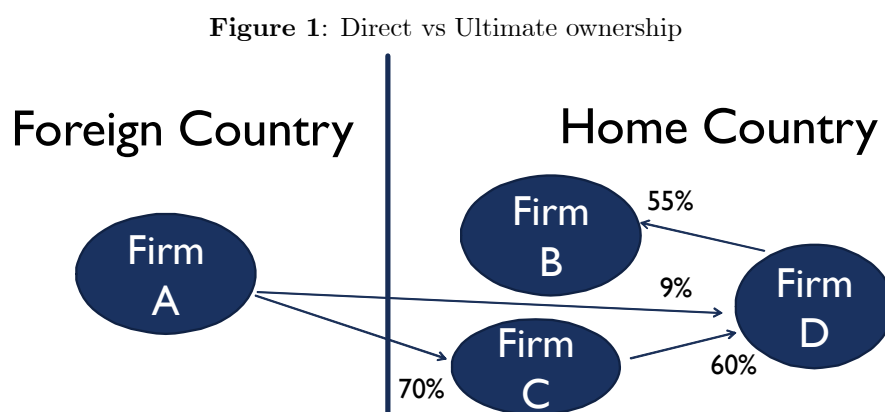 Figure 1: Direct vs Ultimate ownership
Foreign Country
Home Country
Firm
A
Firm
B
55%
9%
Firm
D
Firm
C
70%
60%